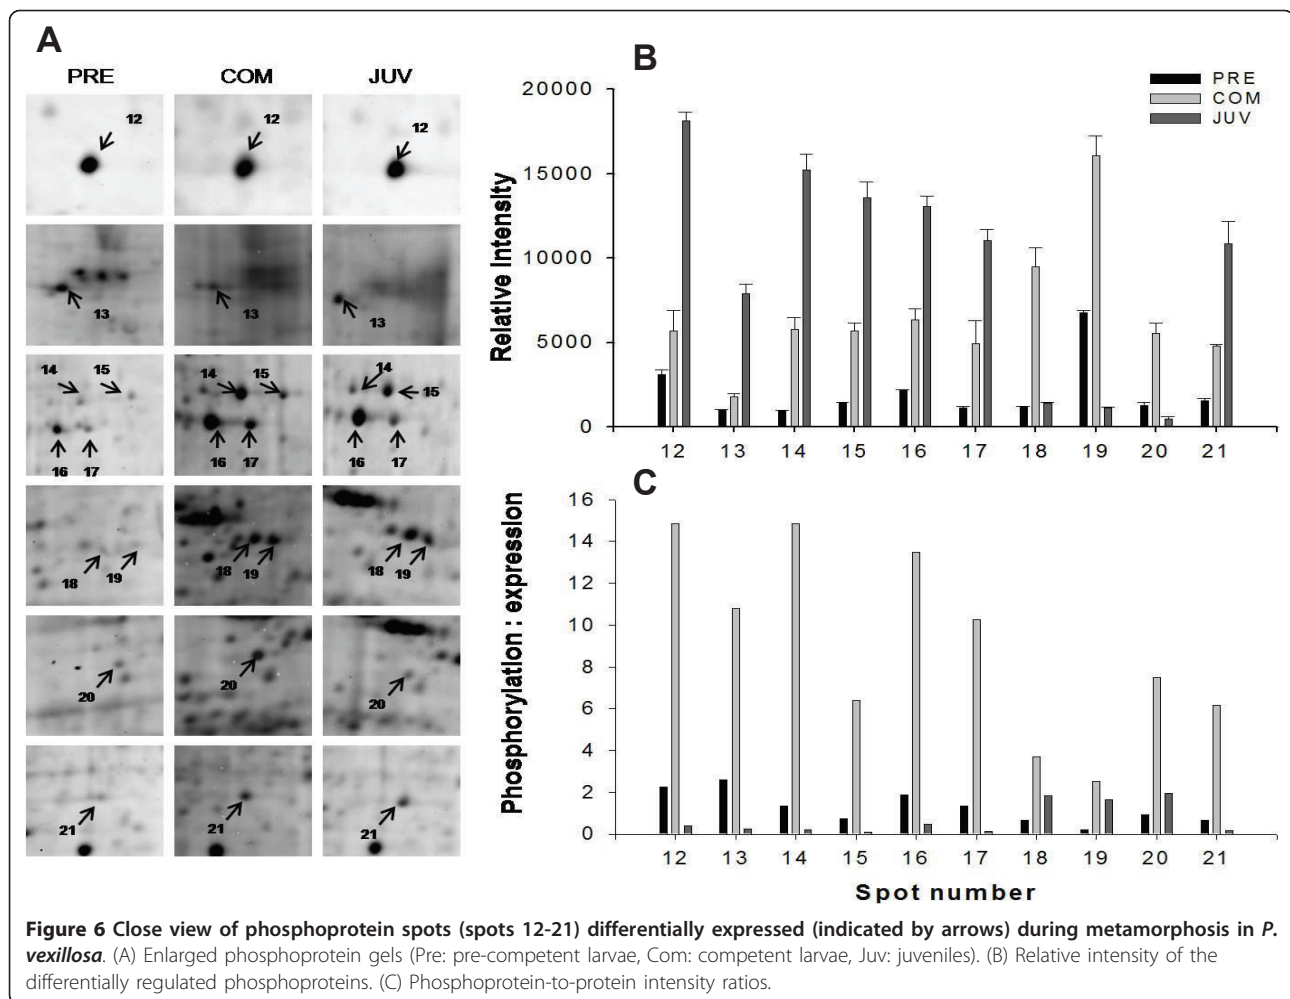 A
PRE COM JUV
12 12 12
13 13 13
14 15 14 15 14 15
16 17 16 17 16 17
18 19 18 19 18 19
20 20 20
21 21 21
B
PRE
COM
JUV
Relative Intensity
20000
15000
10000
5000
0
12 13 14 15 16 17 18 19 20 21
C
Phosphorylation : expression
16
14
12
10
8
6
4
2
0
12 13 14 15 16 17 18 19 20 21
Spot number
Figure 6 Close view of phosphoprotein spots (spots 12-21) differentially expressed (indicated by arrows) during metamorphosis in P.
vexillosa. (A) Enlarged phosphoprotein gels (Pre: pre-competent larvae, Com: competent larvae, Juv: juveniles). (B) Relative intensity of the
differentially regulated phosphoproteins. (C) Phosphoprotein-to-protein intensity ratios.